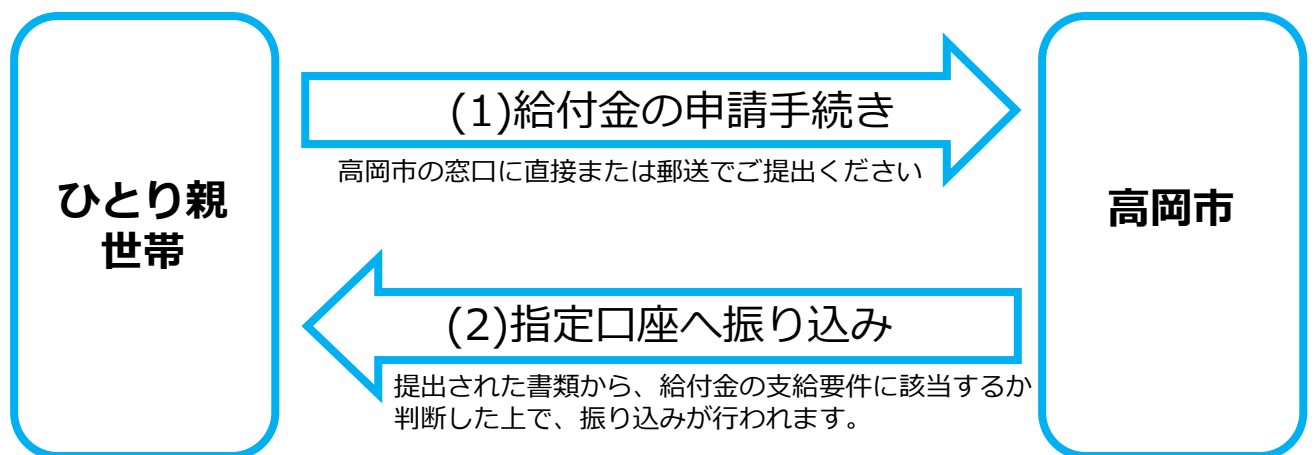 ひとり親
世帯
(1)給付金の申請手続き
高岡市の窓口に直接または郵送でご提出ください
高岡市
(2)指定口座へ振り込み
提出された書類から、給付金の支給要件に該当するか
判断した上で、振り込みが行われます。